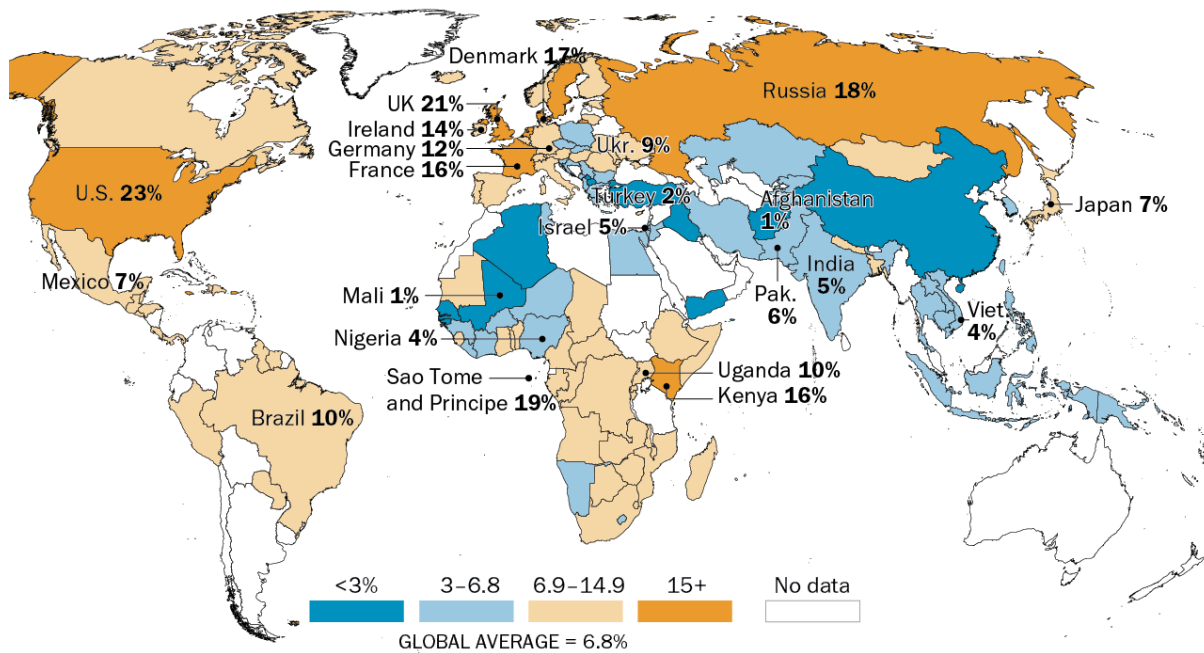 Denmark 17%
UK 21%
Ireland 14%
Germany 12%
France 16%
Ukr. 9%
Russia 18%
U.S. 23%
Turkey 2%
Afghanistan
1%
Israel 5%
Japan 7%
Mexico 7%
Mali 1%
India
5%
Pak.
6%
Viet.
4%
Nigeria 4%
Sao Tome
and Principe 19%
Uganda 10%
Kenya 16%
Brazil 10%
<3% 3–6.8 6.9–14.9 15+ No data
GLOBAL AVERAGE = 6.8%